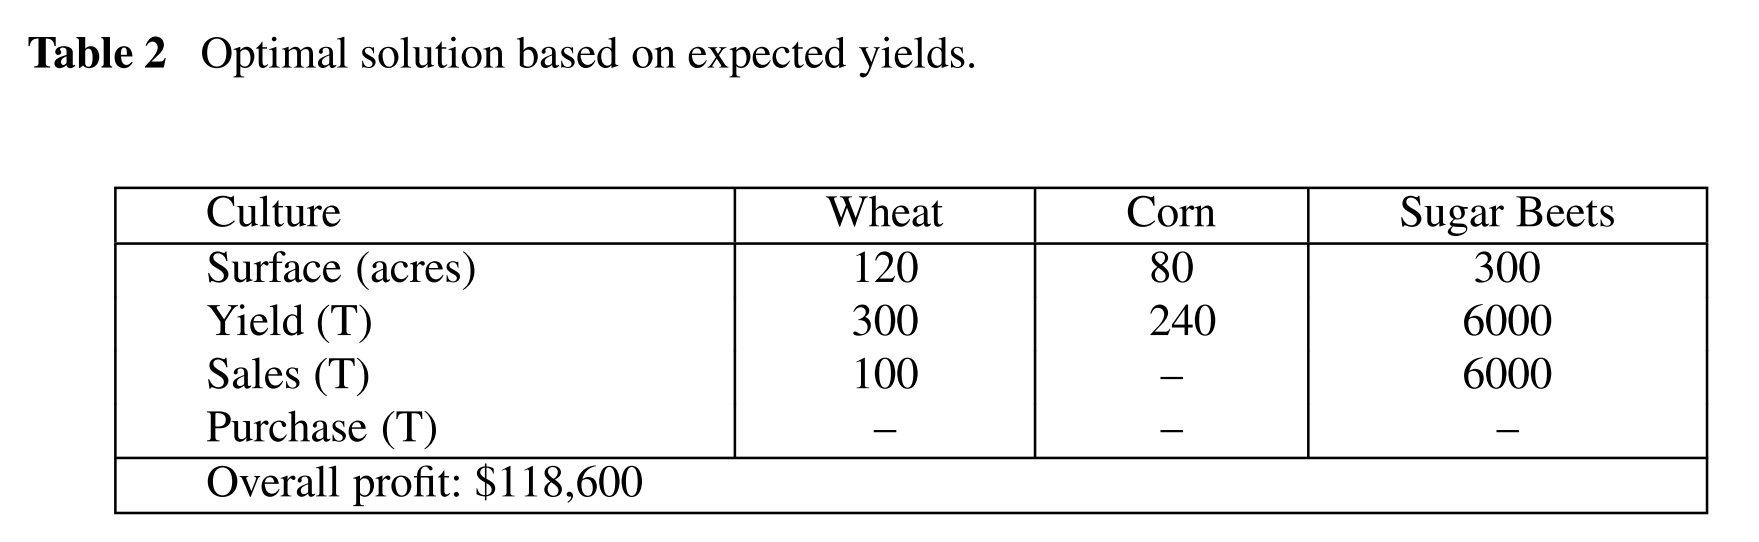 Table 2 Optimal solution based on expected yields.
Culture Wheat Corn Sugar Beets
Surface (acres) 120 80 300
Yield (T) 300 240 6000
Sales (T) 100 – 6000
Purchase (T) – – –
Overall profit: $118,600